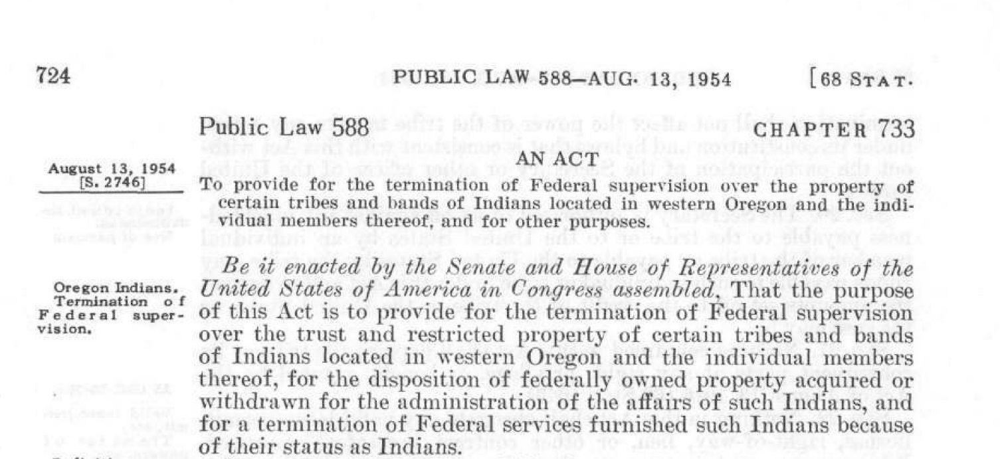 724
PUBLIC LAW 588—AUG. 13, 1954
[68 STAT.
Public Law 588
CHAPTER 733
AN ACT
August 13, 1954
[S. 2746]
To provide for the termination of Federal supervision over the property of
certain tribes and bands of Indians located in western Oregon and the indi-
vidual members thereof, and for other purposes.
Oregon Indians.
Termination of
Federal super-
vision.
Be it enacted by the Senate and House of Representatives of the
United States of America in Congress assembled, That the purpose
of this Act is to provide for the termination of Federal supervision
over the trust and restricted property of certain tribes and bands
of Indians located in western Oregon and the individual members
thereof, for the disposition of federally owned property acquired or
withdrawn for the administration of the affairs of such Indians, and
for a termination of Federal services furnished such Indians because
of their status as Indians.